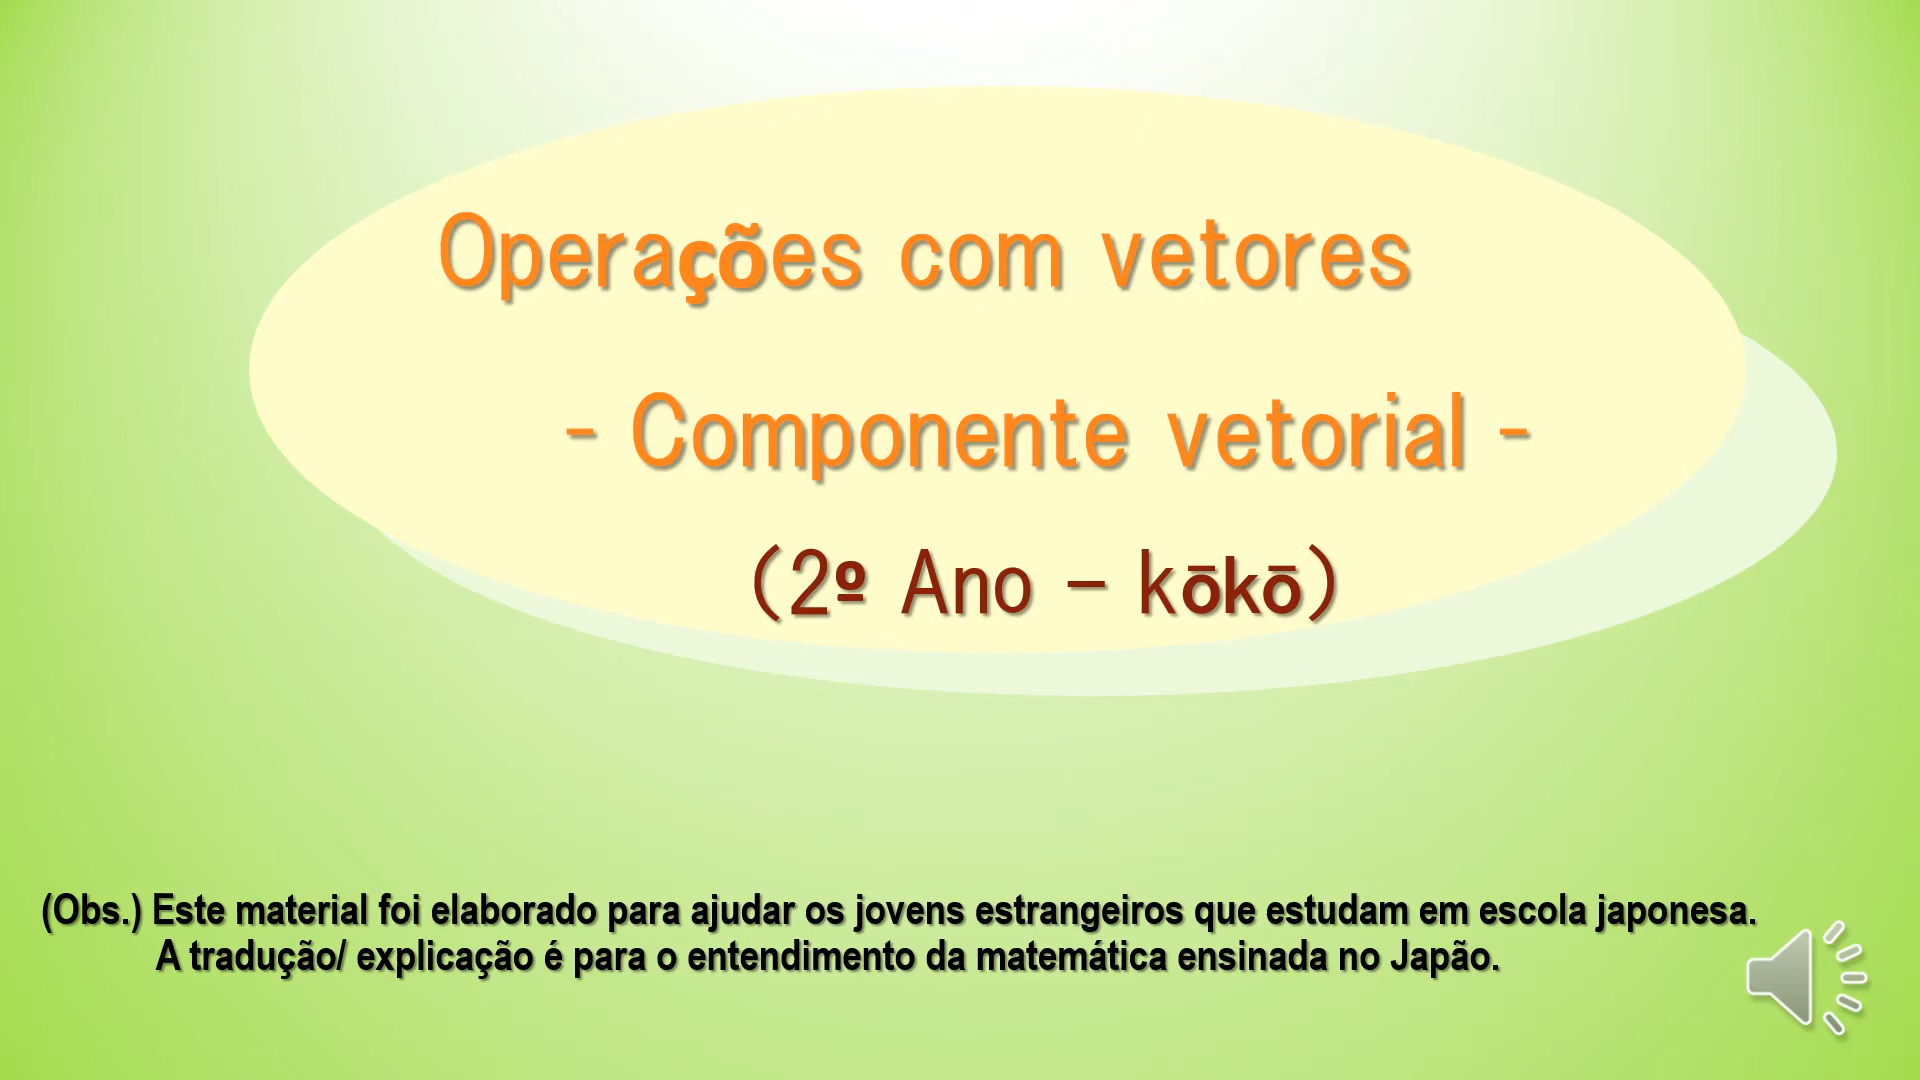 Operações com vetores
- Componente vetorial -
(2º Ano – kōkō)
(Obs.) Este material foi elaborado para ajudar os jovens estrangeiros que estudam em escola japonesa.
A tradução/ explicação é para o entendimento da matemática ensinada no Japão.